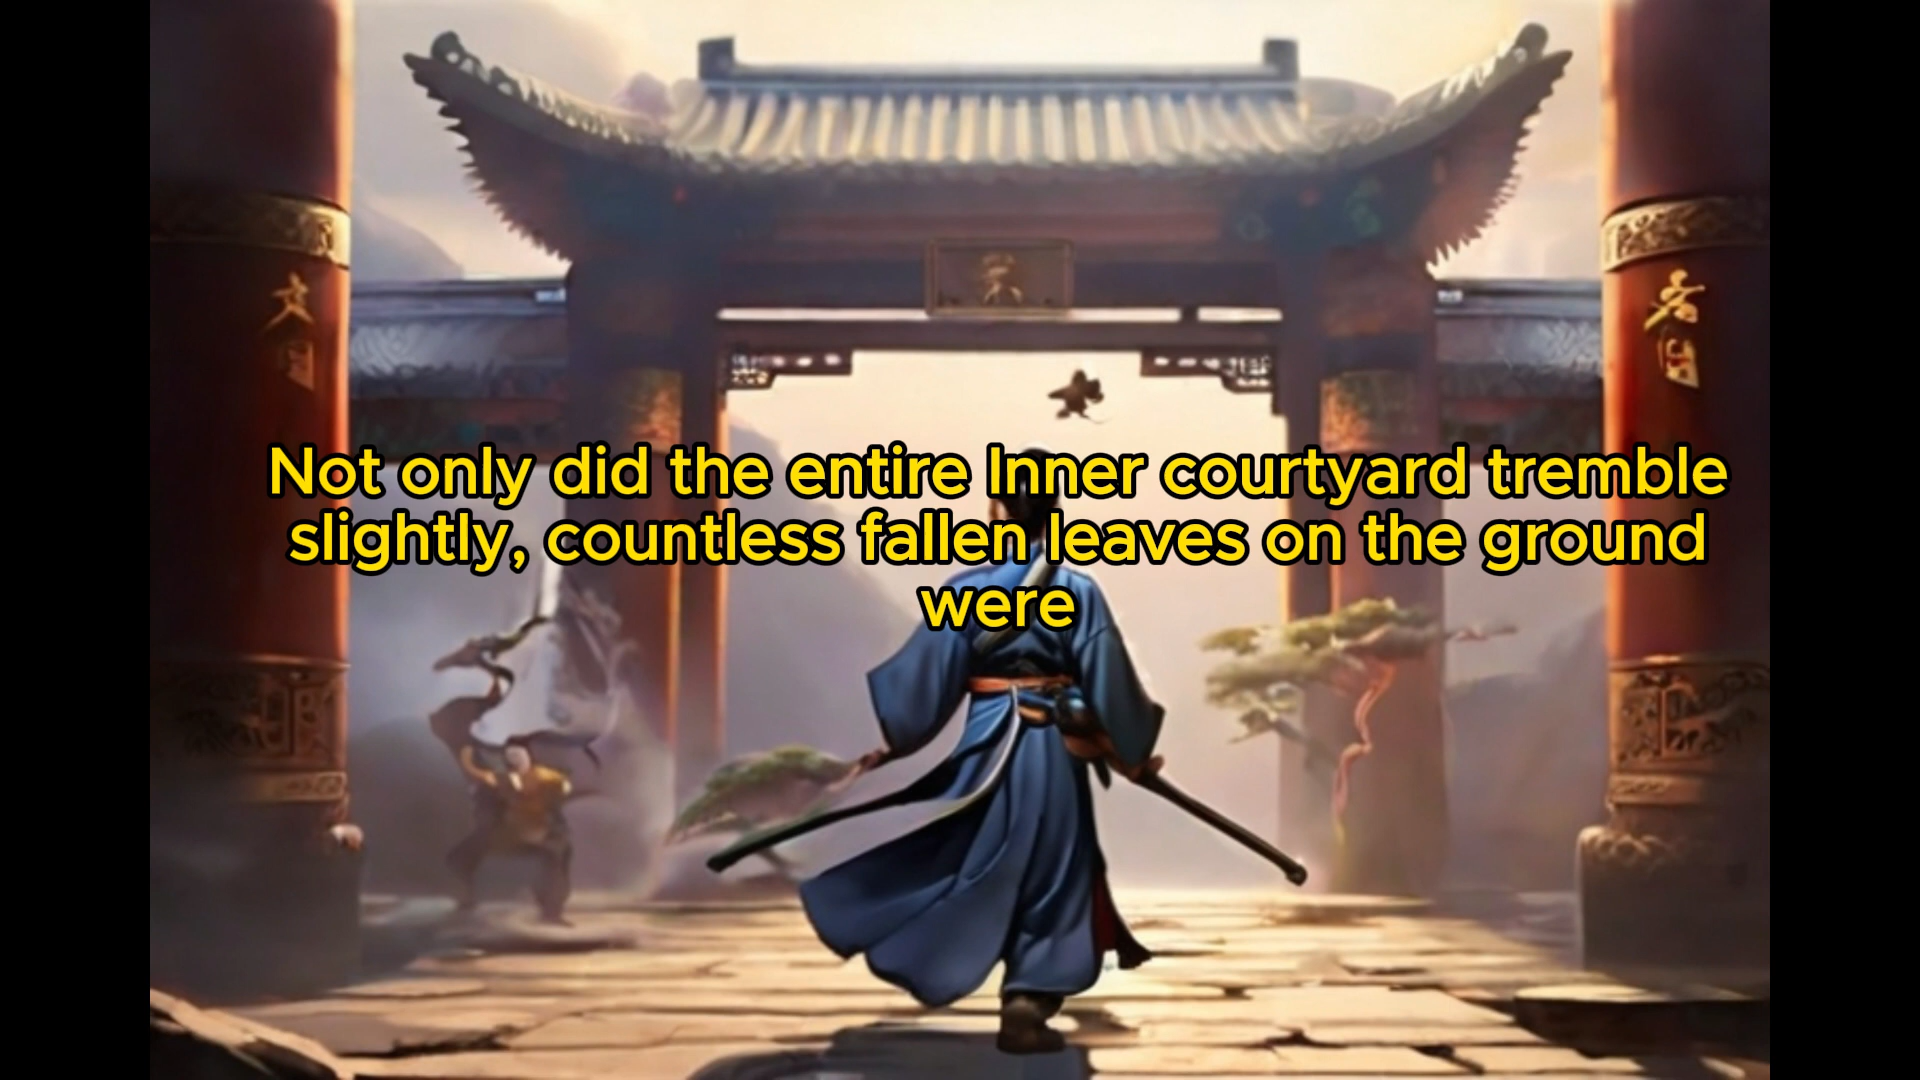 Not only did the entire Inner courtyard tremble
slightly, countless fallen leaves on the ground
were